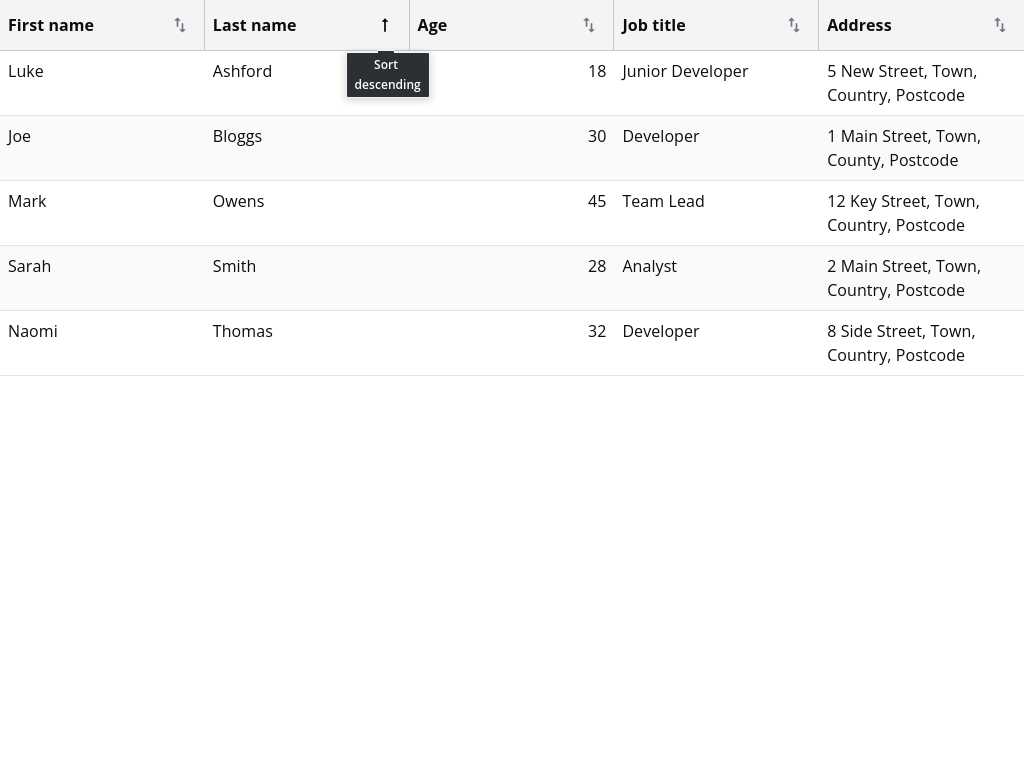 First name Last name Age Job title Address
Sort
descending
Luke Ashford 18 Junior Developer 5 New Street, Town,
Country, Postcode
Joe Bloggs 30 Developer 1 Main Street, Town,
County, Postcode
Mark Owens 45 Team Lead 12 Key Street, Town,
Country, Postcode
Sarah Smith 28 Analyst 2 Main Street, Town,
Country, Postcode
Naomi Thomas 32 Developer 8 Side Street, Town,
Country, Postcode